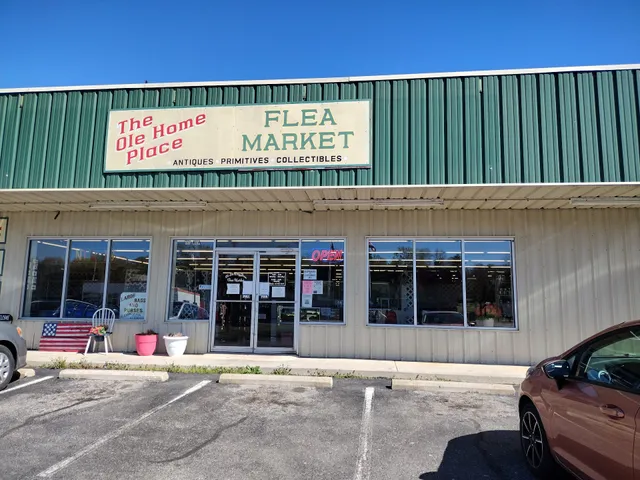 The
Ole Home
Place
FLEA
MARKET
ANTIQUES PRIMITIVES COLLECTIBLES
OPEN